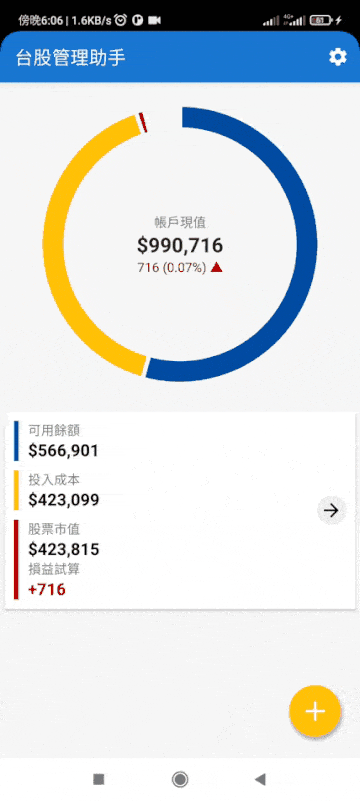 傍晚6:06 | 1.6KB/s
4G+
61
台股管理助手
帳戶現值
$990,716
716 (0.07%)
可用餘額
$566,901
投入成本
$423,099
股票市值
$423,815
損益試算
+716